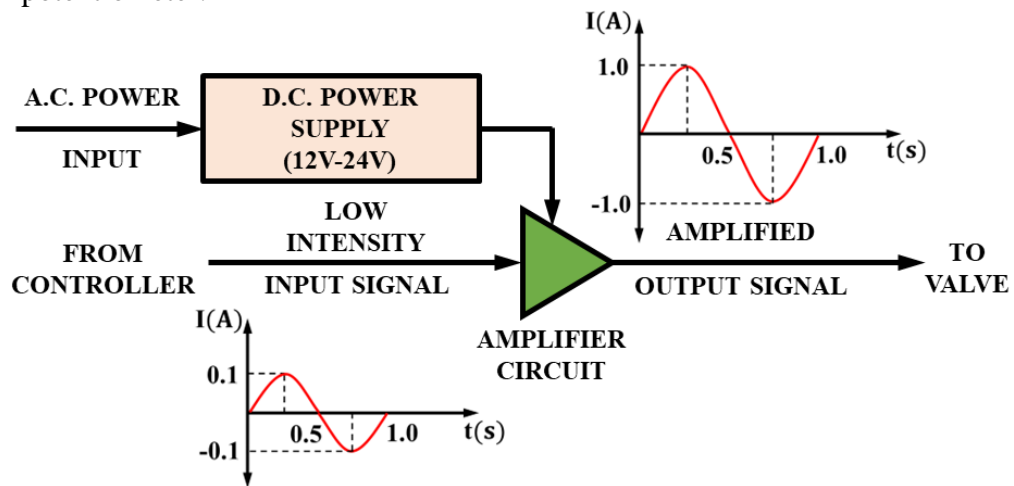 I(A)
1.0
0.5
1.0
t(s)
-1.0
A.C. POWER
INPUT
D.C. POWER
SUPPLY
(12V-24V)
LOW
INTENSITY
INPUT SIGNAL
FROM
CONTROLLER
AMPLIFIED
OUTPUT SIGNAL
TO
VALVE
AMPLIFIER
CIRCUIT
I(A)
0.1
0.5
1.0
t(s)
-0.1